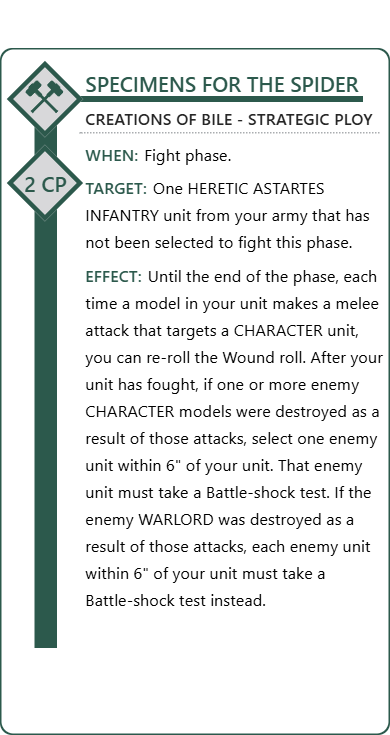 SPECIMENS FOR THE SPIDER
CREATIONS OF BILE - STRATEGIC PLOY
2 CP
WHEN: Fight phase.
TARGET: One HERETIC ASTARTES
INFANTRY unit from your army that has
not been selected to fight this phase.
EFFECT: Until the end of the phase, each
time a model in your unit makes a melee
attack that targets a CHARACTER unit,
you can re-roll the Wound roll. After your
unit has fought, if one or more enemy
CHARACTER models were destroyed as a
result of those attacks, select one enemy
unit within 6" of your unit. That enemy
unit must take a Battle-shock test. If the
enemy WARLORD was destroyed as a
result of those attacks, each enemy unit
within 6" of your unit must take a
Battle-shock test instead.